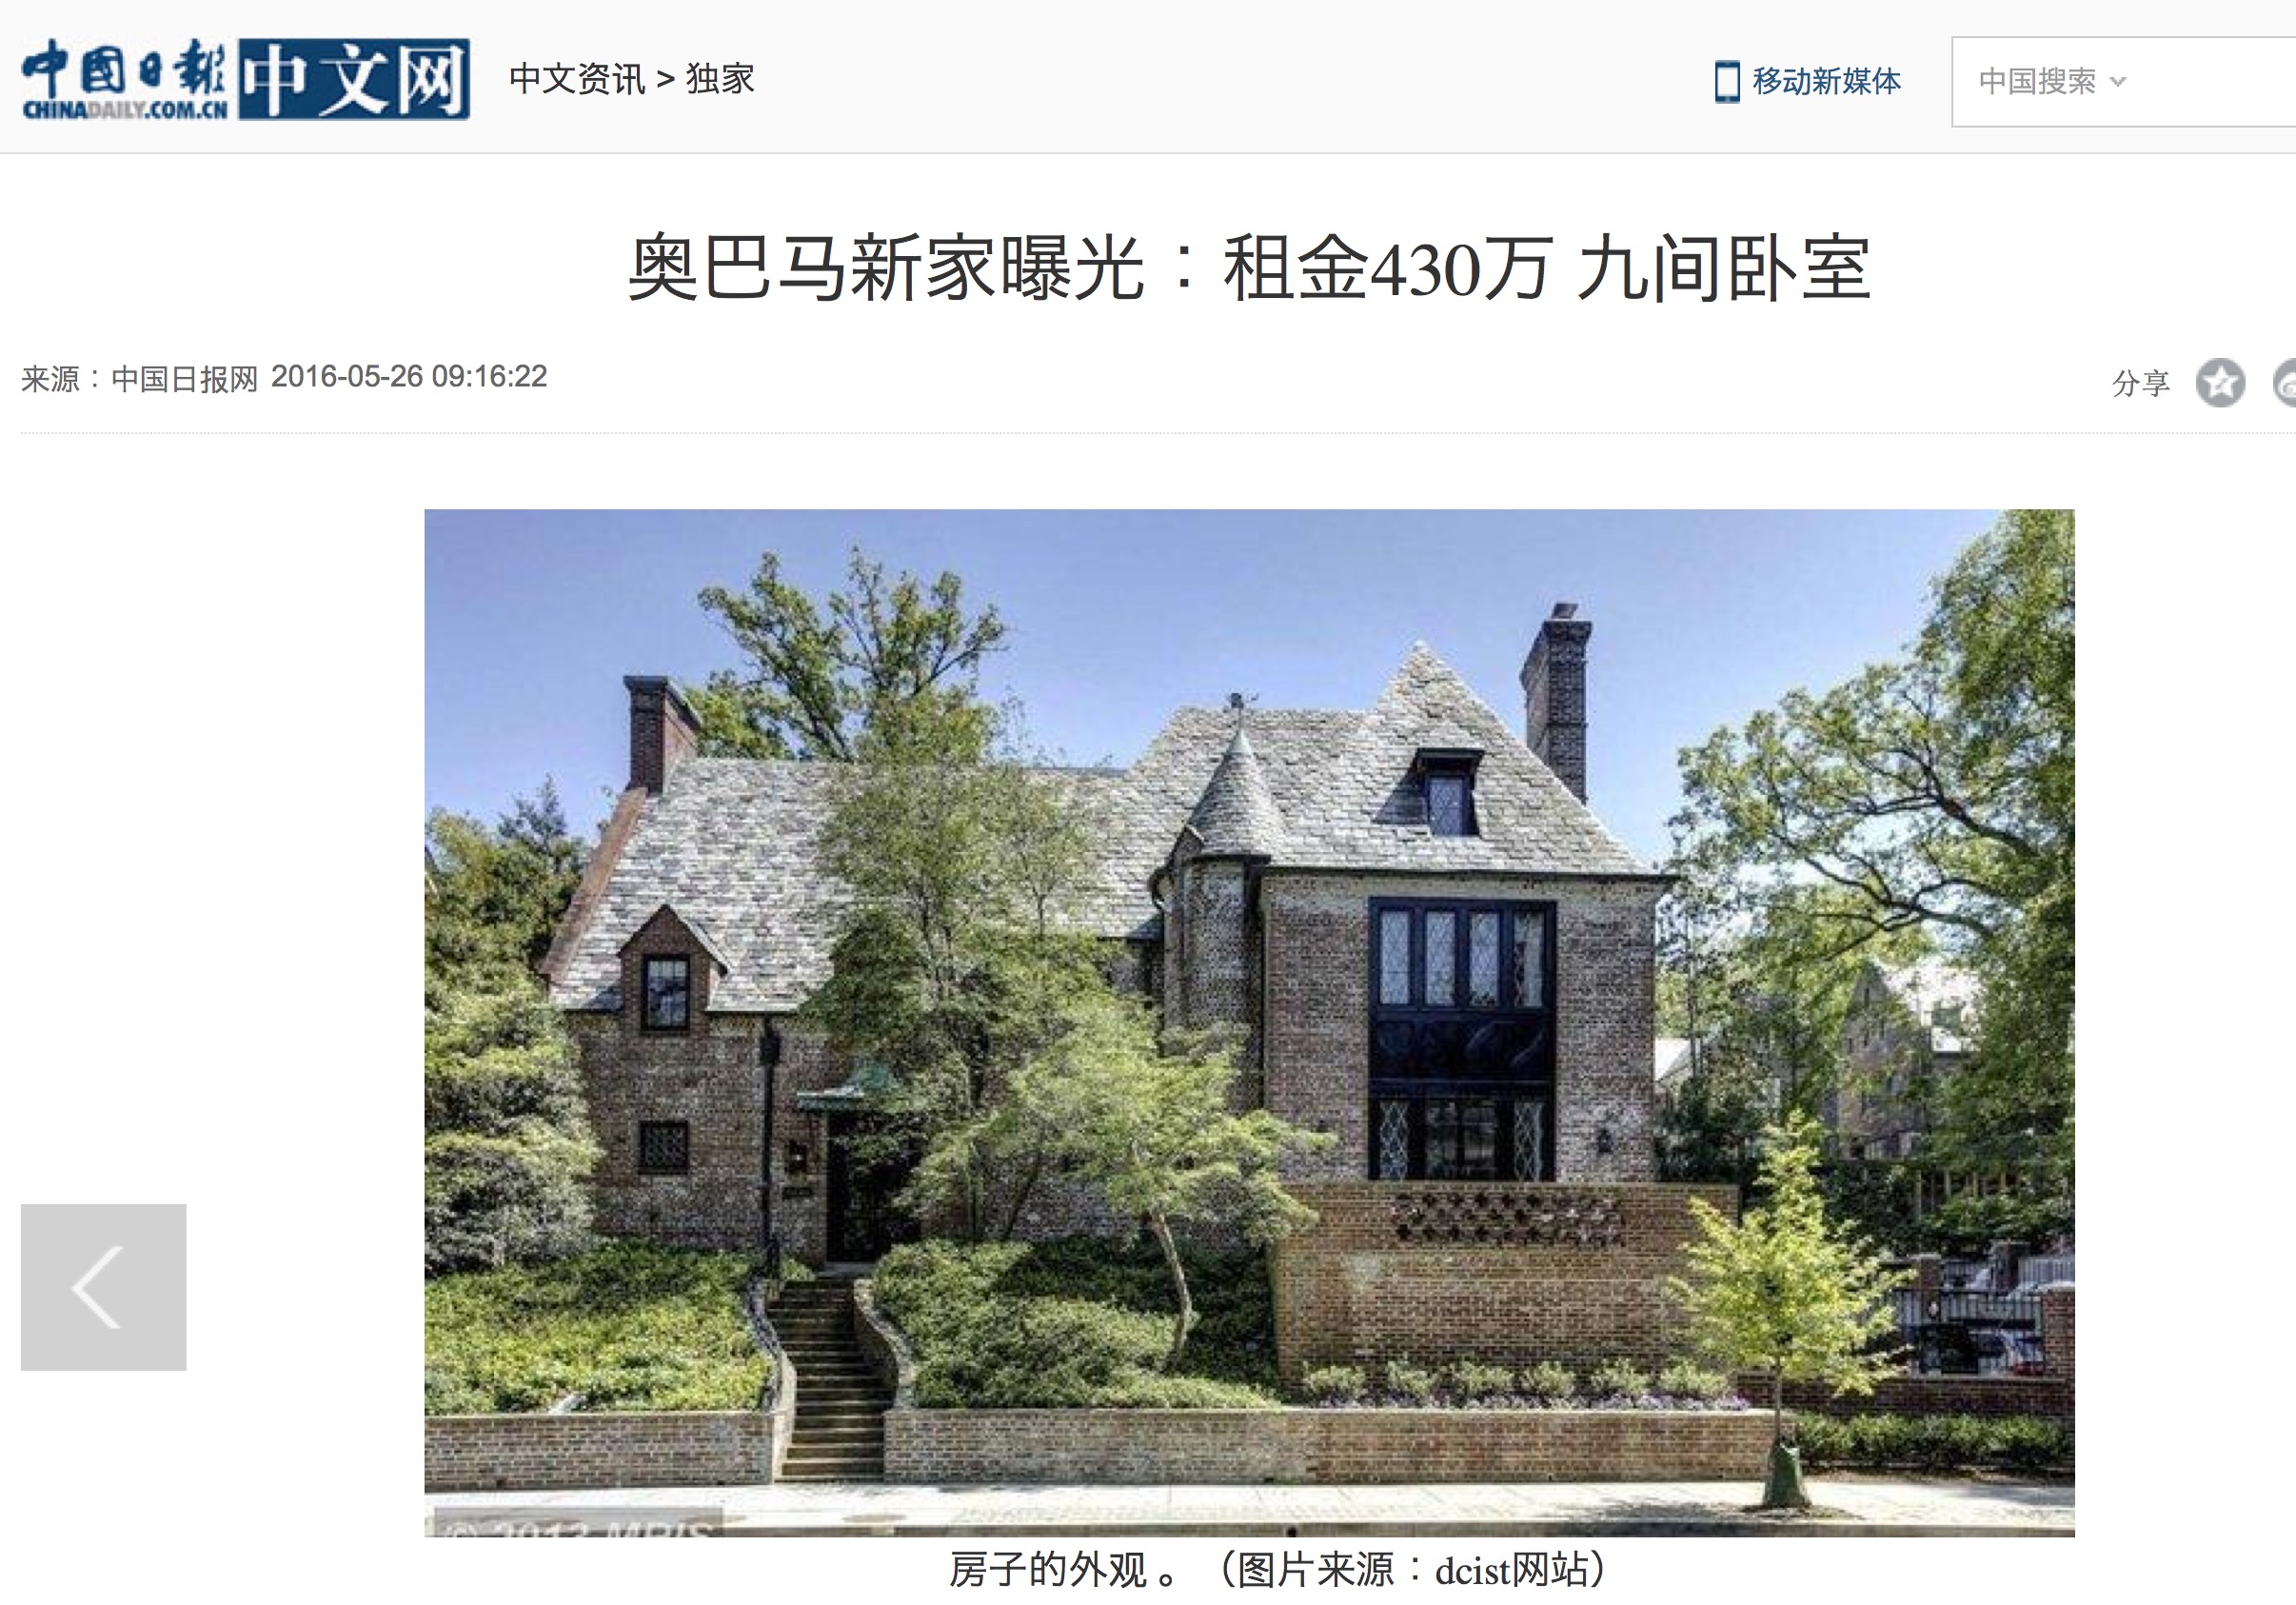 中國日報 中文网
CHINADAILY.COM.CN
中文资讯 > 独家
移动新媒体
中国搜索
奥巴马新家曝光：租金430万 九间卧室
来源：中国日报网 2016-05-26 09:16:22
分享
© 2013 MRIS
房子的外观 。（图片来源：dcist网站）